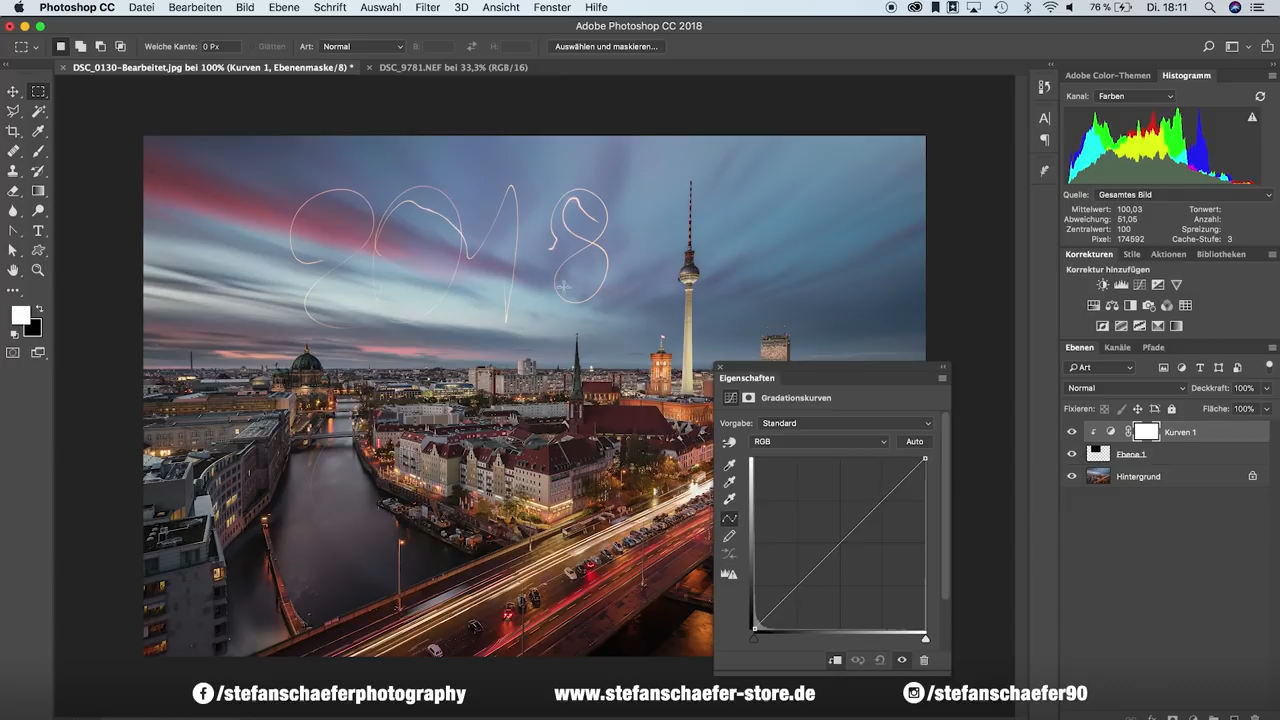 Photoshop CC Datei Bearbeiten Bild Ebene Schrift Auswahl Filter 3D Ansicht Fenster Hilfe 76 % Di. 18:11
Adobe Photoshop CC 2018
Weiche Kante: 0 Px Glätten Art: Normal B: H: Auswählen und maskieren...
DSC_0130-Bearbeitet.jpg bei 100% (Kurven 1, Ebenenmaske/8) * DSC_9781.NEF bei 33,3% (RGB/16)
Adobe Color-Themen Histogramm
Kanal: Farben
Quelle: Gesamtes Bild
Mittelwert: 100,03 Tonwert:
Abweichung: 51,05 Anzahl:
Zentralwert: 100 Spreizung:
Pixel: 174592 Cache-Stufe: 3
Korrekturen Stile Aktionen Bibliotheken
Korrektur hinzufügen
Ebenen Kanäle Pfade
Art
Normal Deckkraft: 100%
Fixieren: Fläche: 100%
Kurven 1
Ebene 1
Hintergrund
2018
Eigenschaften
Gradationskurven
Vorgabe: Standard
RGB Auto
/stefanschaeferphotography www.stefanschaefer-store.de /stefanschaefer90